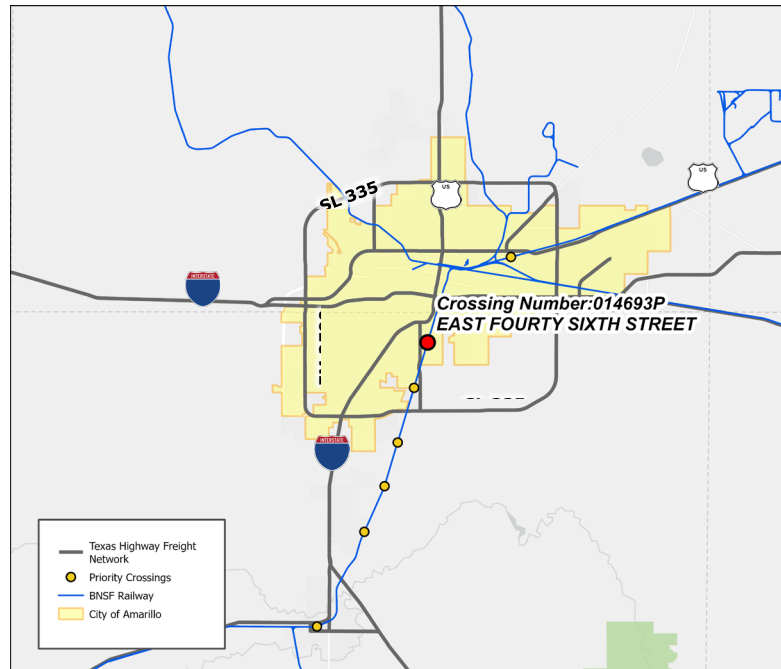 SL 335
US
US
INTERSTATE
Crossing Number:014693P
EAST FOURTY SIXTH STREET
INTERSTATE
Texas Highway Freight
Network
Priority Crossings
BNSF Railway
City of Amarillo